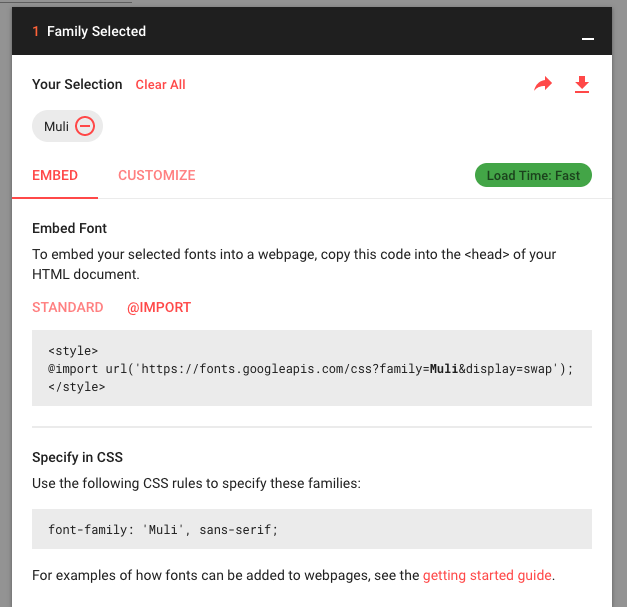 1 Family Selected
Your Selection Clear All
Muli
EMBED CUSTOMIZE Load Time: Fast
Embed Font
To embed your selected fonts into a webpage, copy this code into the <head> of your
HTML document.
STANDARD @IMPORT
<style>
@import url('https://fonts.googleapis.com/css?family=Muli&display=swap');
</style>
Specify in CSS
Use the following CSS rules to specify these families:
font-family: 'Muli', sans-serif;
For examples of how fonts can be added to webpages, see the getting started guide.